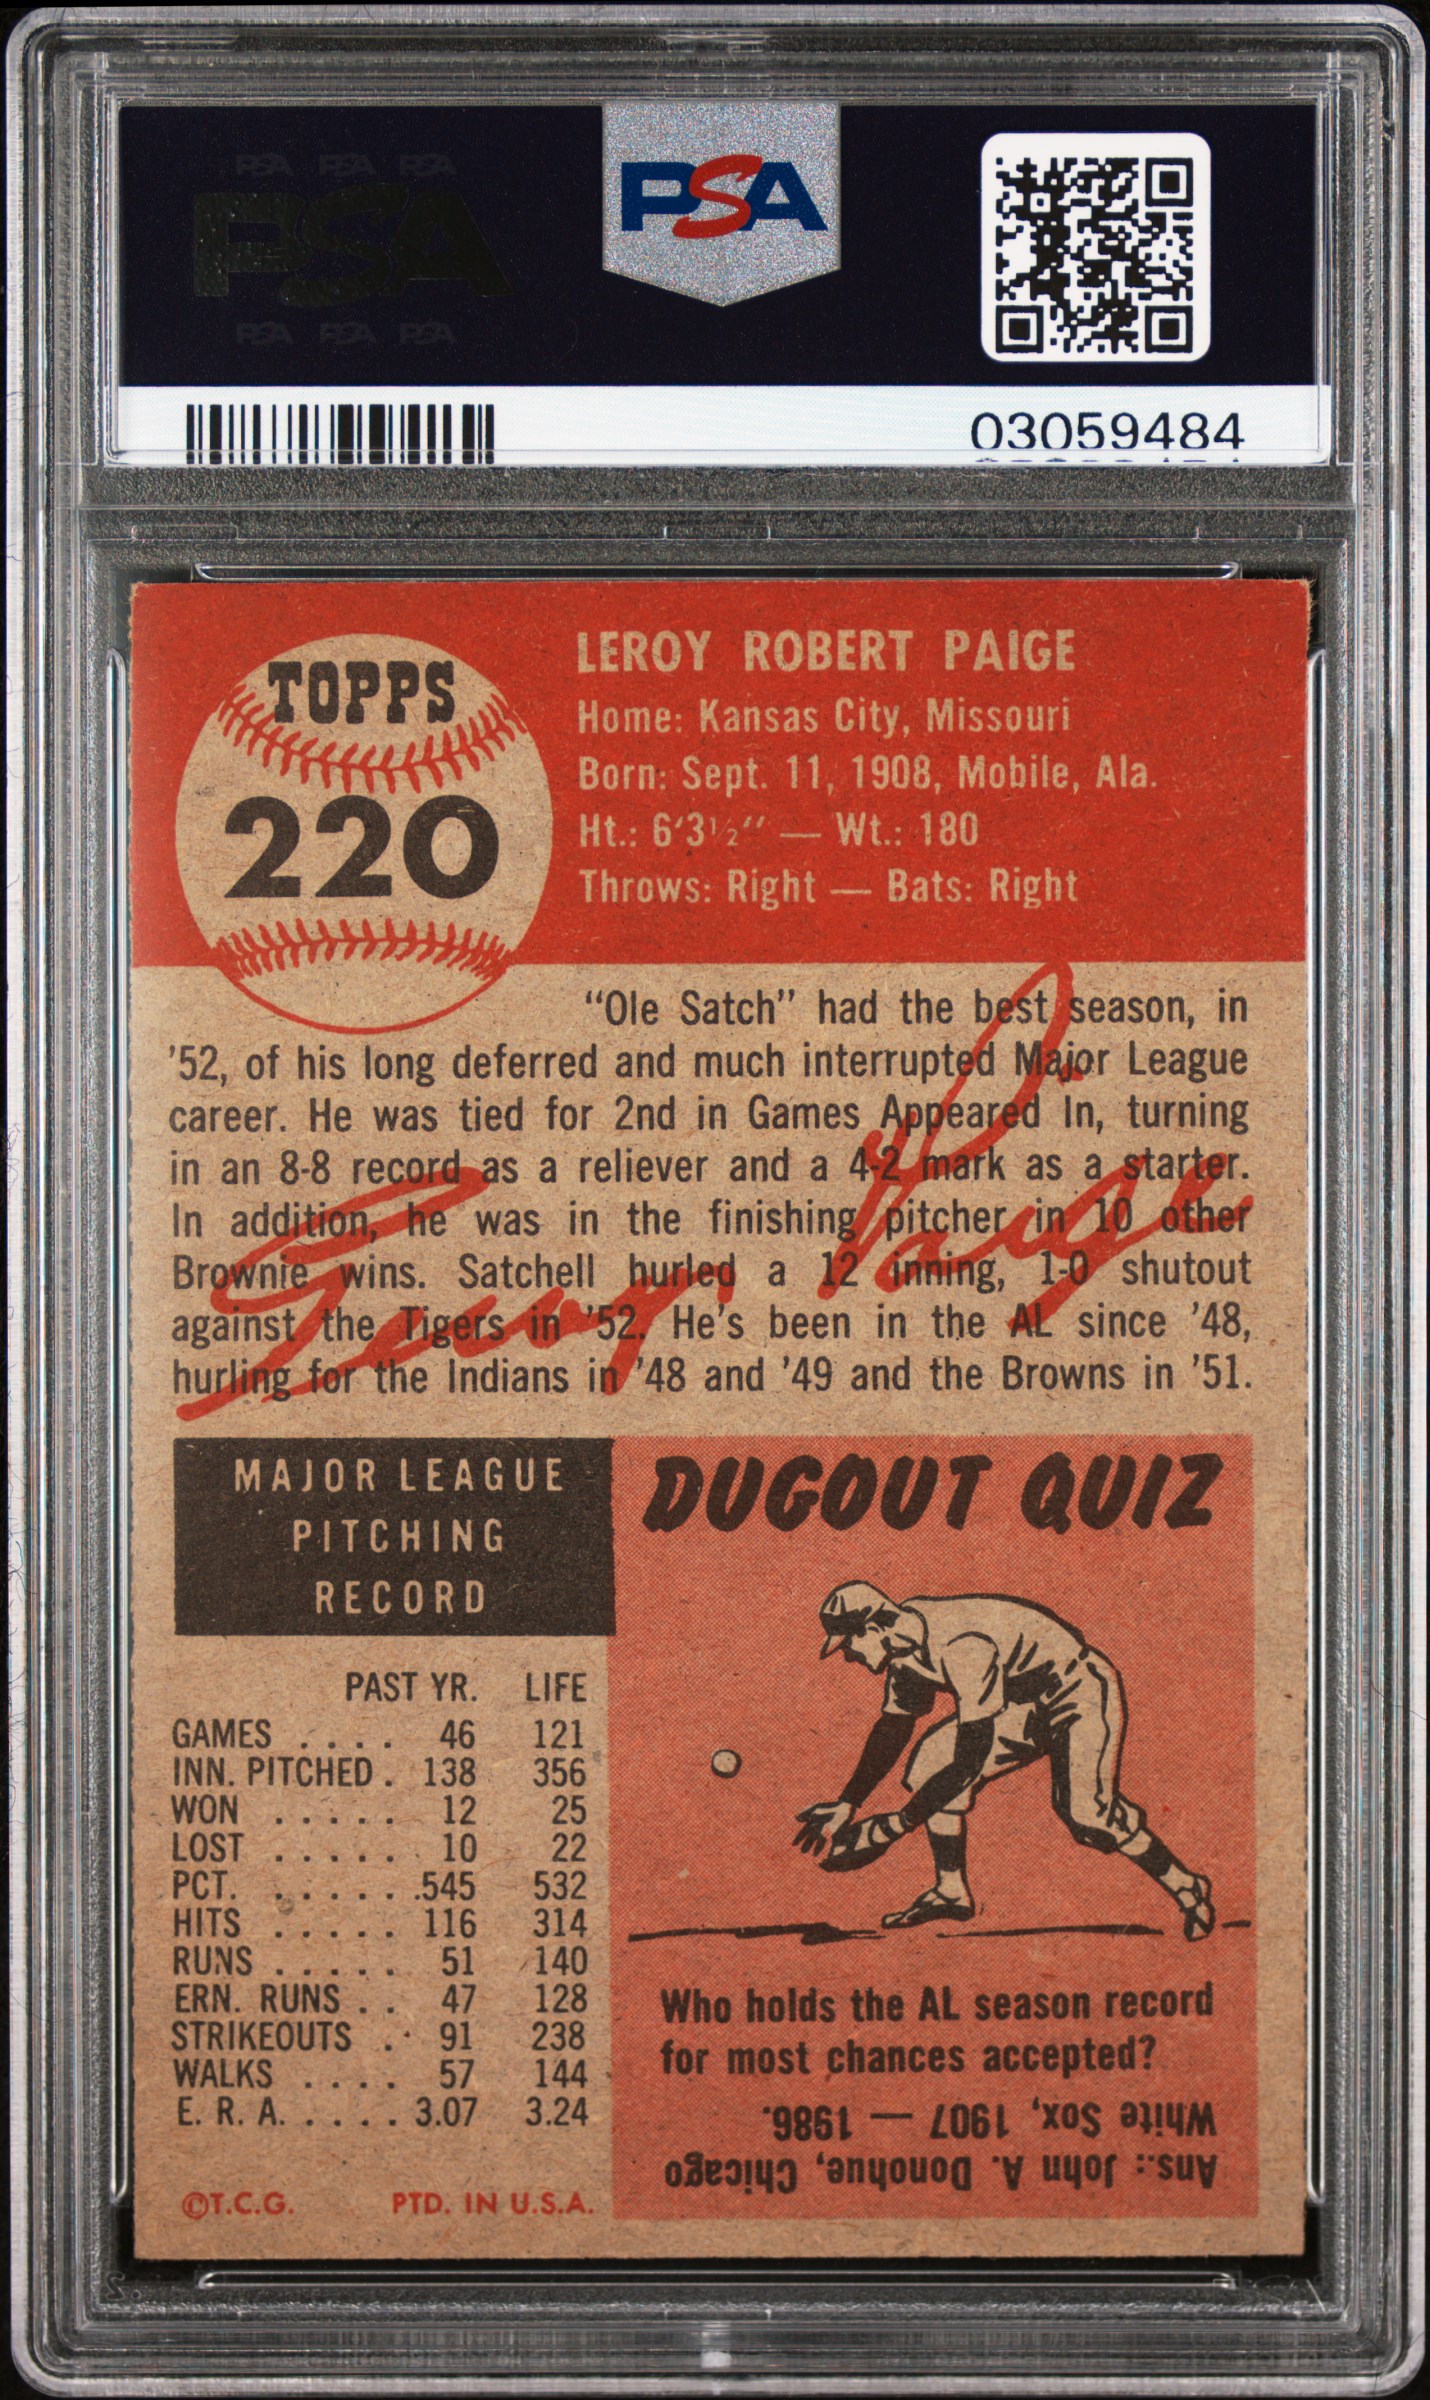 PSA PSA PSA
PSA
PSA PSA PSA
PSA
03059484
TOPPS
220
LEROY ROBERT PAIGE
Home: Kansas City, Missouri
Born: Sept. 11, 1908, Mobile, Ala.
Ht.: 6'3½" — Wt.: 180
Throws: Right — Bats: Right
"Ole Satch" had the best season, in
'52, of his long deferred and much interrupted Major League
career. He was tied for 2nd in Games Appeared In, turning
in an 8-8 record as a reliever and a 4-2 mark as a starter.
In addition, he was in the finishing pitcher in 10 other
Brownie wins. Satchell hurled a 12 inning, 1-0 shutout
against the Tigers in '52. He's been in the AL since '48,
hurling for the Indians in '48 and '49 and the Browns in '51.
Leroy Paige
MAJOR LEAGUE
PITCHING
RECORD
PAST YR. LIFE
GAMES . . . . 46 121
INN. PITCHED . 138 356
WON . . . . . 12 25
LOST . . . . . 10 22
PCT. . . . . . .545 532
HITS . . . . . 116 314
RUNS . . . . . 51 140
ERN. RUNS . . 47 128
STRIKEOUTS . 91 238
WALKS . . . . 57 144
E. R. A. . . . . 3.07 3.24
©T.C.G. PTD. IN U.S.A.
DUGOUT QUIZ
Who holds the AL season record
for most chances accepted?
Ans.: John A. Donohue, Chicago
White Sox, 1907 — 1986.